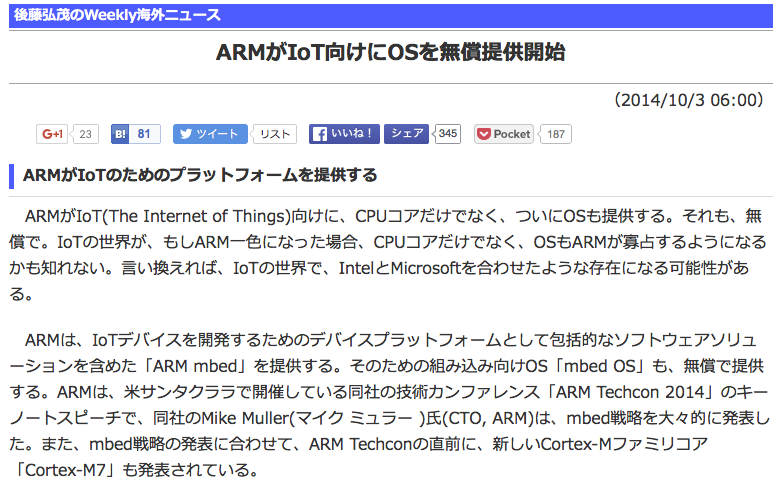 後藤弘茂のWeekly海外ニュース
ARMがIoT向けにOSを無償提供開始
（2014/10/3 06:00）
G+1 23 B! 81 ツイート リスト いいね！ シェア 345 Pocket 187
ARMがIoTのためのプラットフォームを提供する
ARMがIoT(The Internet of Things)向けに、CPUコアだけでなく、ついにOSも提供する。それも、無
償で。IoTの世界が、もしARM一色になった場合、CPUコアだけでなく、OSもARMが寡占するようになる
かも知れない。言い換えれば、IoTの世界で、IntelとMicrosoftを合わせたような存在になる可能性があ
る。
ARMは、IoTデバイスを開発するためのデバイスプラットフォームとして包括的なソフトウェアソリュ
ーションを含めた「ARM mbed」を提供する。そのための組み込み向けOS「mbed OS」も、無償で提供
する。ARMは、米サンタクララで開催している同社の技術カンファレンス「ARM Techcon 2014」のキー
ノートスピーチで、同社のMike Muller(マイク ミュラー )氏(CTO, ARM)は、mbed戦略を大々的に発表し
た。また、mbed戦略の発表に合わせて、ARM Techconの直前に、新しいCortex-Mファミリコア
「Cortex-M7」も発表されている。